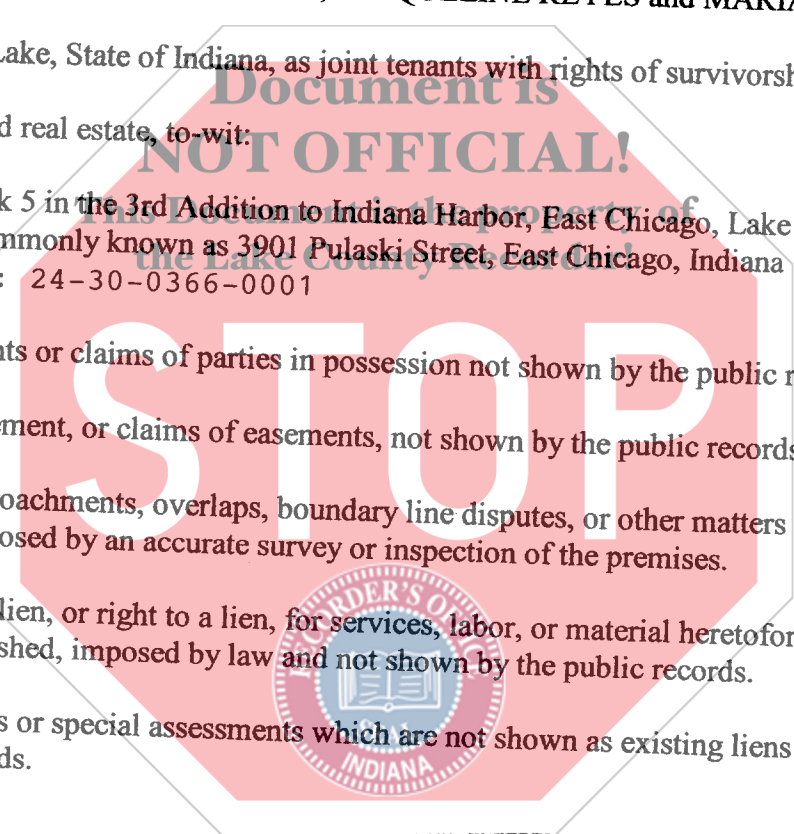 and MARIA
Lake, State of Indiana, as joint tenants with rights of survivorsh
Document is
d real estate, to-wit:
NOT OFFICIAL!
k 5 in the 3rd Addition to Indiana Harbor, East Chicago, Lake
This Document is the property of
mmonly known as 3901 Pulaski Street, East Chicago, Indiana
the Lake County Recorder!
: 24-30-0366-0001
STOP
nts or claims of parties in possession not shown by the public r
ment, or claims of easements, not shown by the public records
oachments, overlaps, boundary line disputes, or other matters
osed by an accurate survey or inspection of the premises.
lien, or right to a lien, for services, labor, or material heretofor
shed, imposed by law and not shown by the public records.
s or special assessments which are not shown as existing liens
ds.
RECORDER'S OFFICE
SEAL
INDIANA